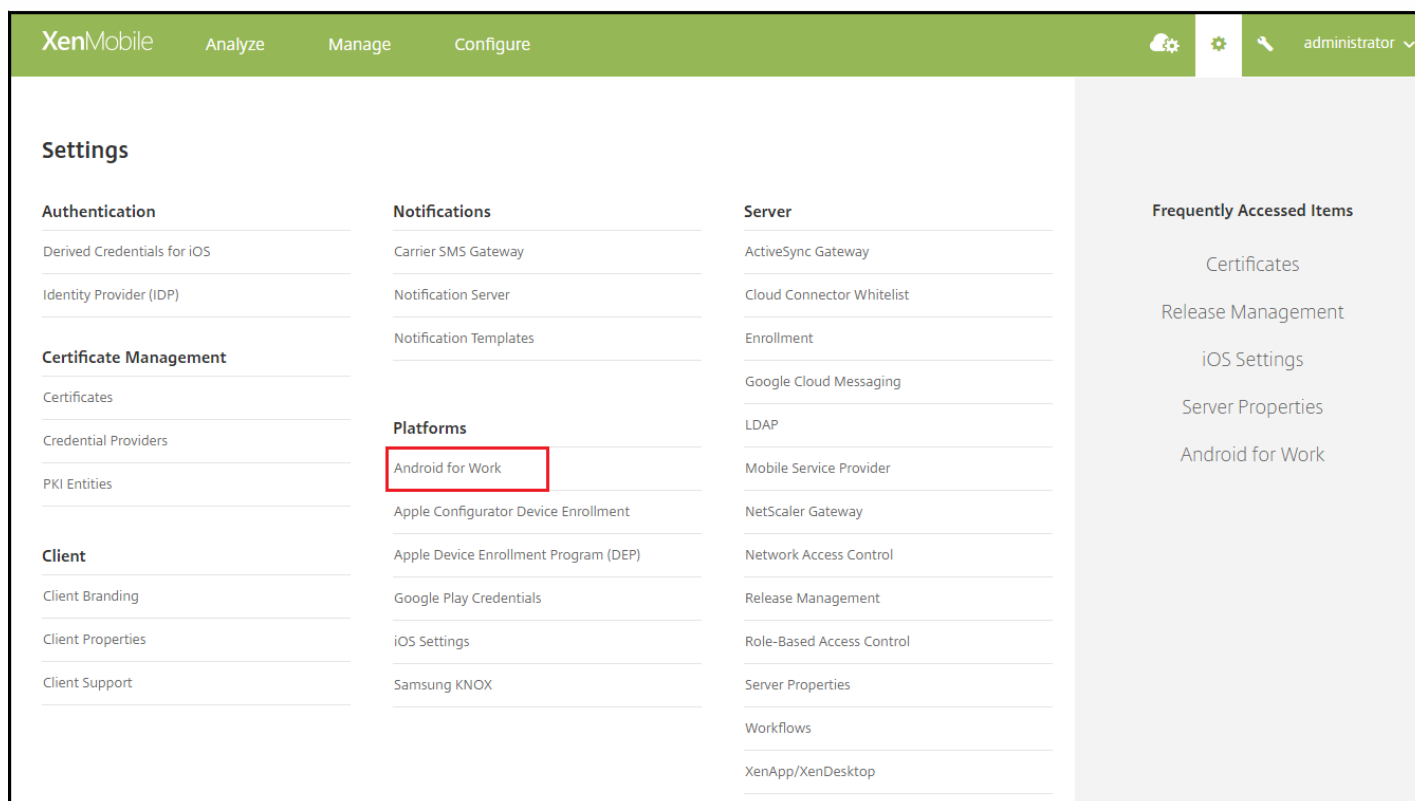 XenMobile Analyze Manage Configure administrator
Settings
Authentication
Derived Credentials for iOS
Identity Provider (IDP)
Certificate Management
Certificates
Credential Providers
PKI Entities
Client
Client Branding
Client Properties
Client Support
Notifications
Carrier SMS Gateway
Notification Server
Notification Templates
Platforms
Android for Work
Apple Configurator Device Enrollment
Apple Device Enrollment Program (DEP)
Google Play Credentials
iOS Settings
Samsung KNOX
Server
ActiveSync Gateway
Cloud Connector Whitelist
Enrollment
Google Cloud Messaging
LDAP
Mobile Service Provider
NetScaler Gateway
Network Access Control
Release Management
Role-Based Access Control
Server Properties
Workflows
XenApp/XenDesktop
Frequently Accessed Items
Certificates
Release Management
iOS Settings
Server Properties
Android for Work